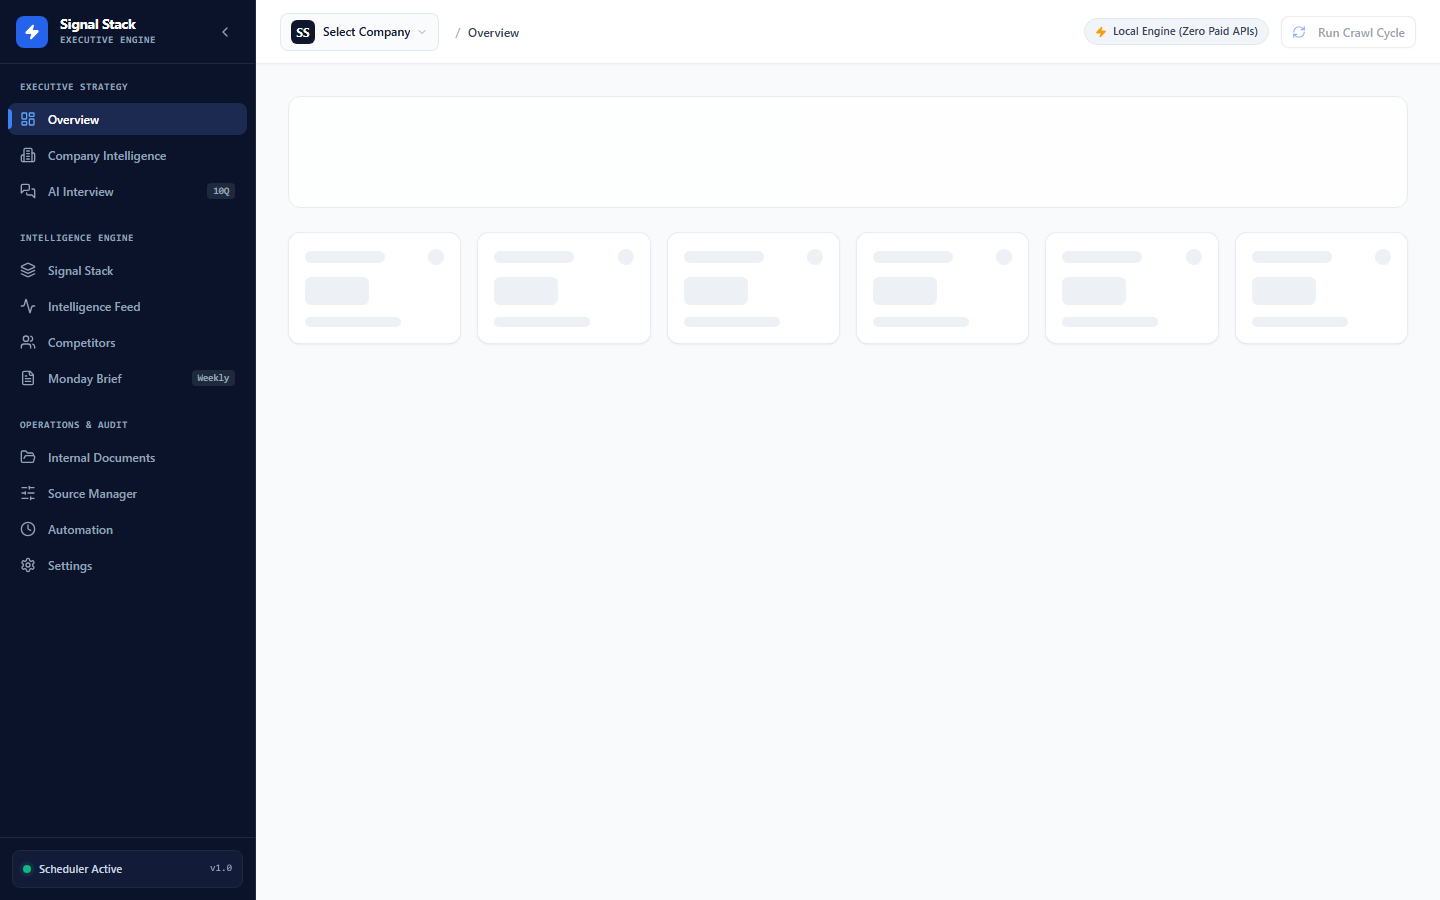 Signal Stack
EXECUTIVE ENGINE
SS Select Company / Overview
Local Engine (Zero Paid APIs)
Run Crawl Cycle
EXECUTIVE STRATEGY
Overview
Company Intelligence
AI Interview 10Q
INTELLIGENCE ENGINE
Signal Stack
Intelligence Feed
Competitors
Monday Brief Weekly
OPERATIONS & AUDIT
Internal Documents
Source Manager
Automation
Settings
Scheduler Active v1.0